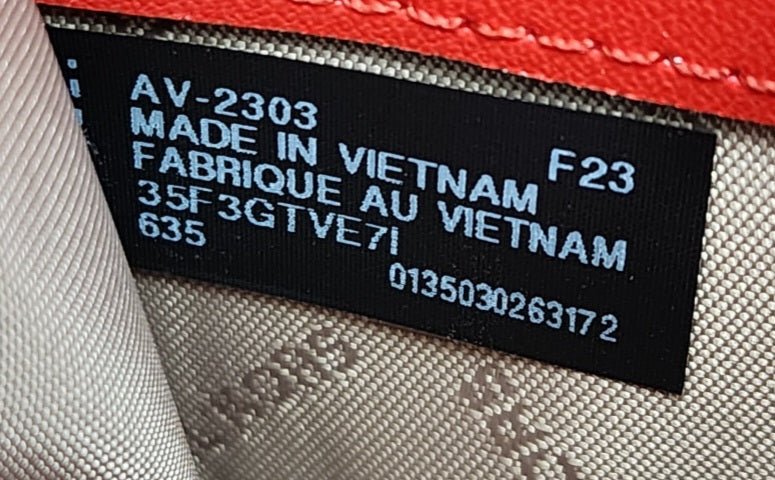 AV-2303
MADE IN VIETNAM F23
FABRIQUE AU VIETNAM
35F3GTVE7I
635
0135030263172